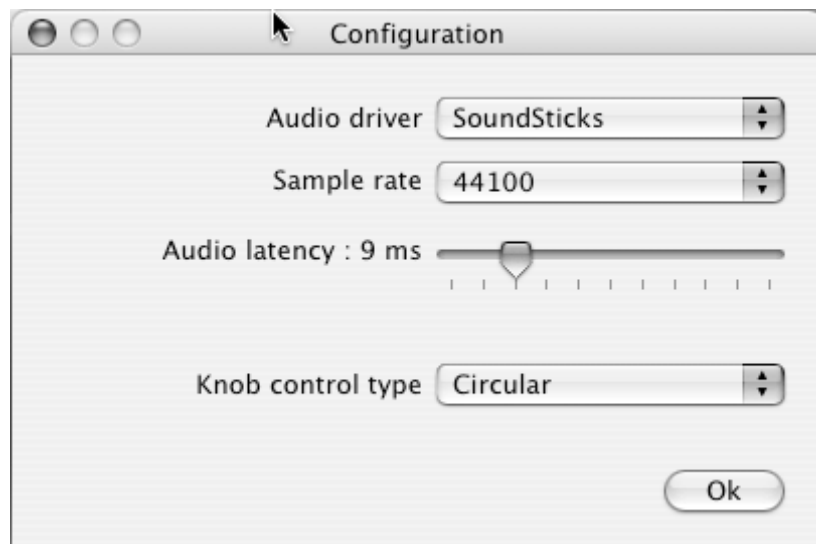 Configuration
Audio driver SoundSticks
Sample rate 44100
Audio latency : 9 ms
Knob control type Circular
Ok